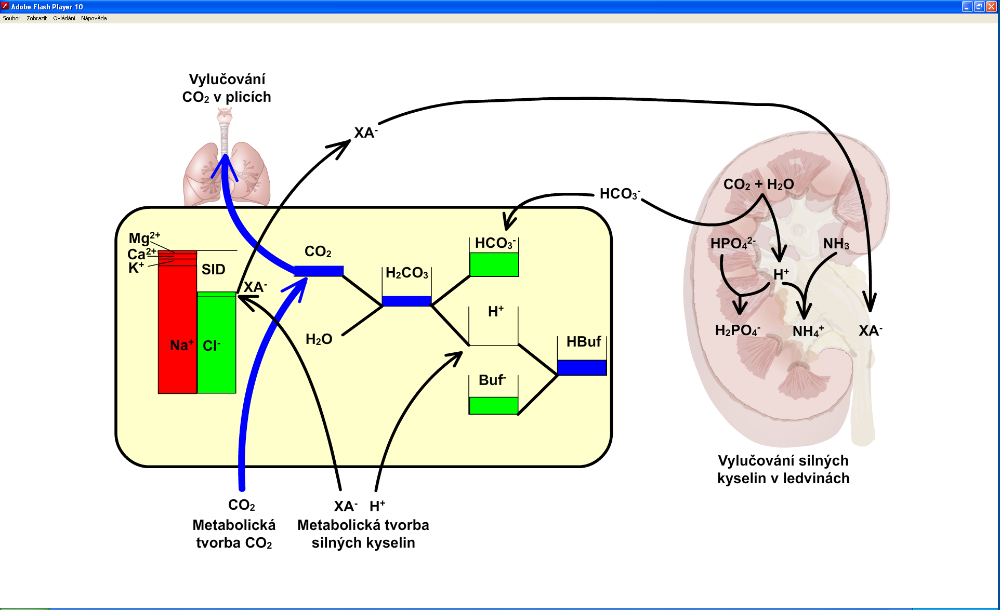 Adobe Flash Player 10
Soubor Zobrazit Ovládání Nápověda
Vylučování
CO₂ v plicích
XA⁻
HCO₃⁻
CO₂ + H₂O
HPO₄²⁻
NH₃
H⁺
H₂PO₄⁻
NH₄⁺
XA⁻
Mg²⁺
Ca²⁺
K⁺
SID
XA⁻
Na⁺
Cl⁻
CO₂
H₂O
H₂CO₃
HCO₃⁻
H⁺
Buf⁻
HBuf
Vylučování silných
kyselin v ledvinách
CO₂
Metabolická
tvorba CO₂
XA⁻ H⁺
Metabolická tvorba
silných kyselin